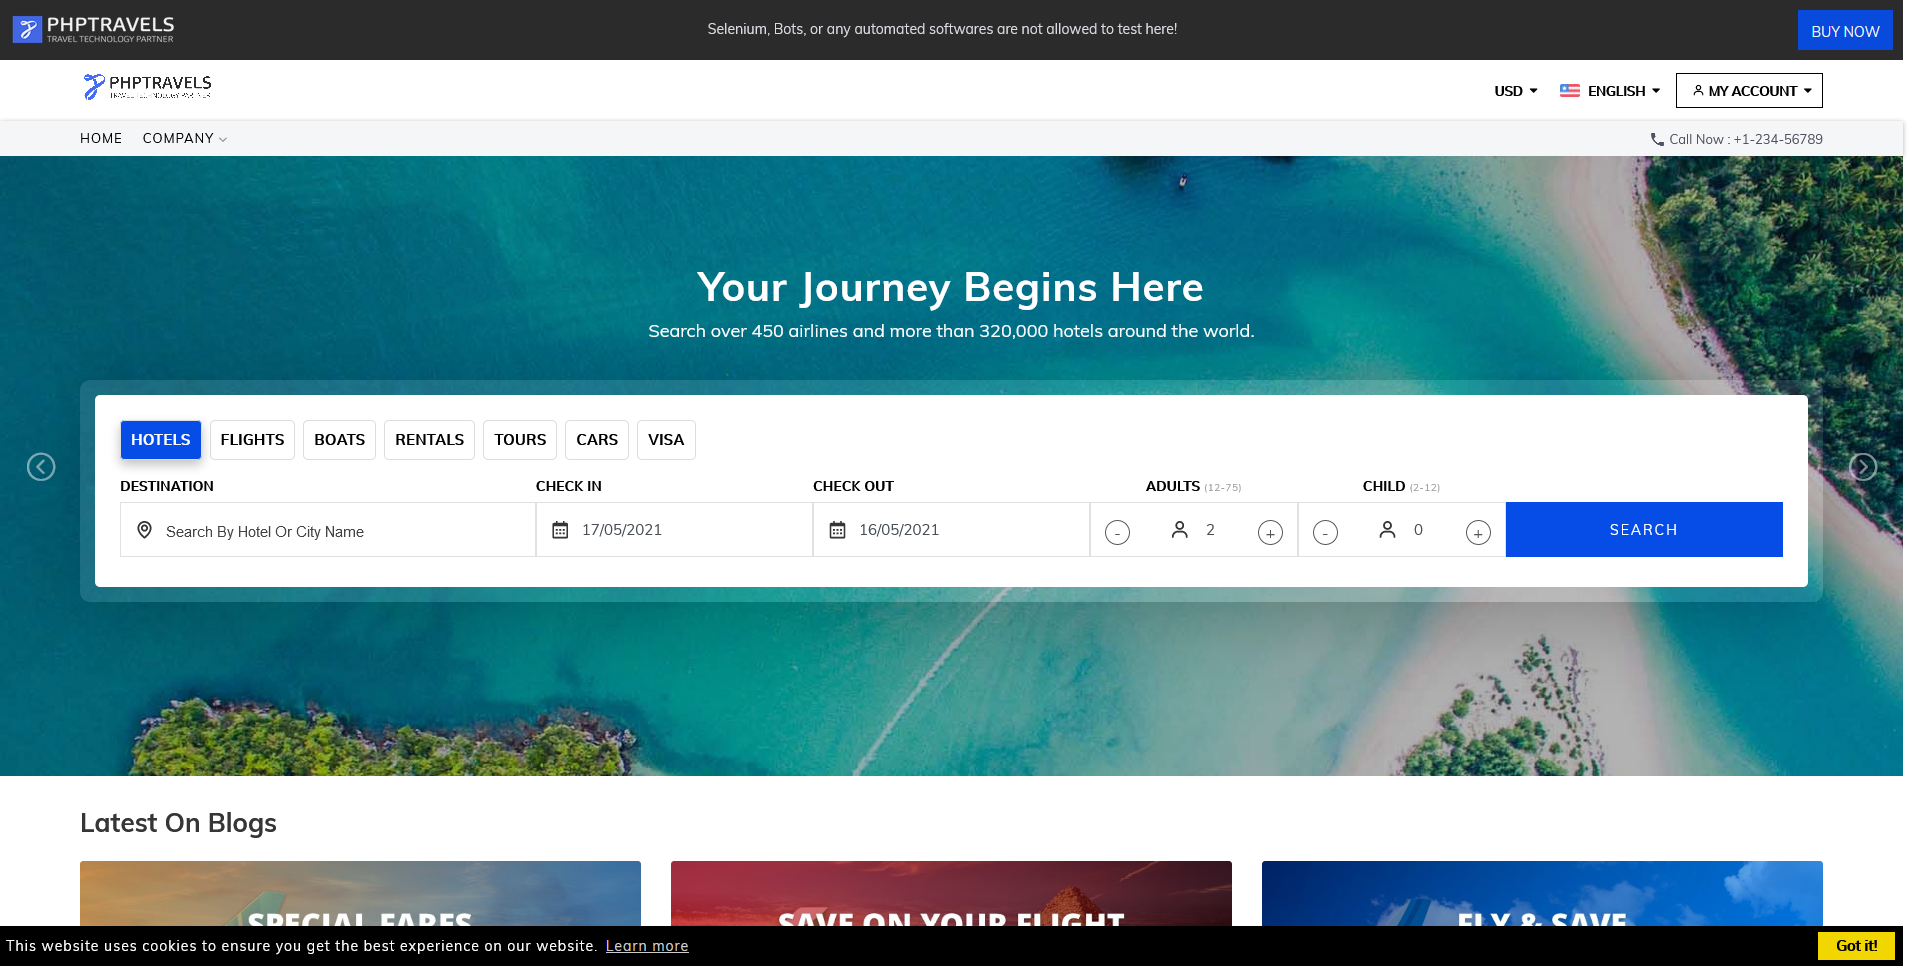 PHPTRAVELS
TRAVEL TECHNOLOGY PARTNER
Selenium, Bots, or any automated softwares are not allowed to test here!
BUY NOW
PHPTRAVELS
TRAVEL TECHNOLOGY PARTNER
USD
ENGLISH
MY ACCOUNT
HOME
COMPANY
Call Now : +1-234-56789
Your Journey Begins Here
Search over 450 airlines and more than 320,000 hotels around the world.
HOTELS
FLIGHTS
BOATS
RENTALS
TOURS
CARS
VISA
DESTINATION
CHECK IN
CHECK OUT
ADULTS (12-75)
CHILD (2-12)
Search By Hotel Or City Name
17/05/2021
16/05/2021
- 2 +
- 0 +
SEARCH
Latest On Blogs
SPECIAL FARES
SAVE ON YOUR FLIGHT
FLY & SAVE
This website uses cookies to ensure you get the best experience on our website. Learn more
Got it!